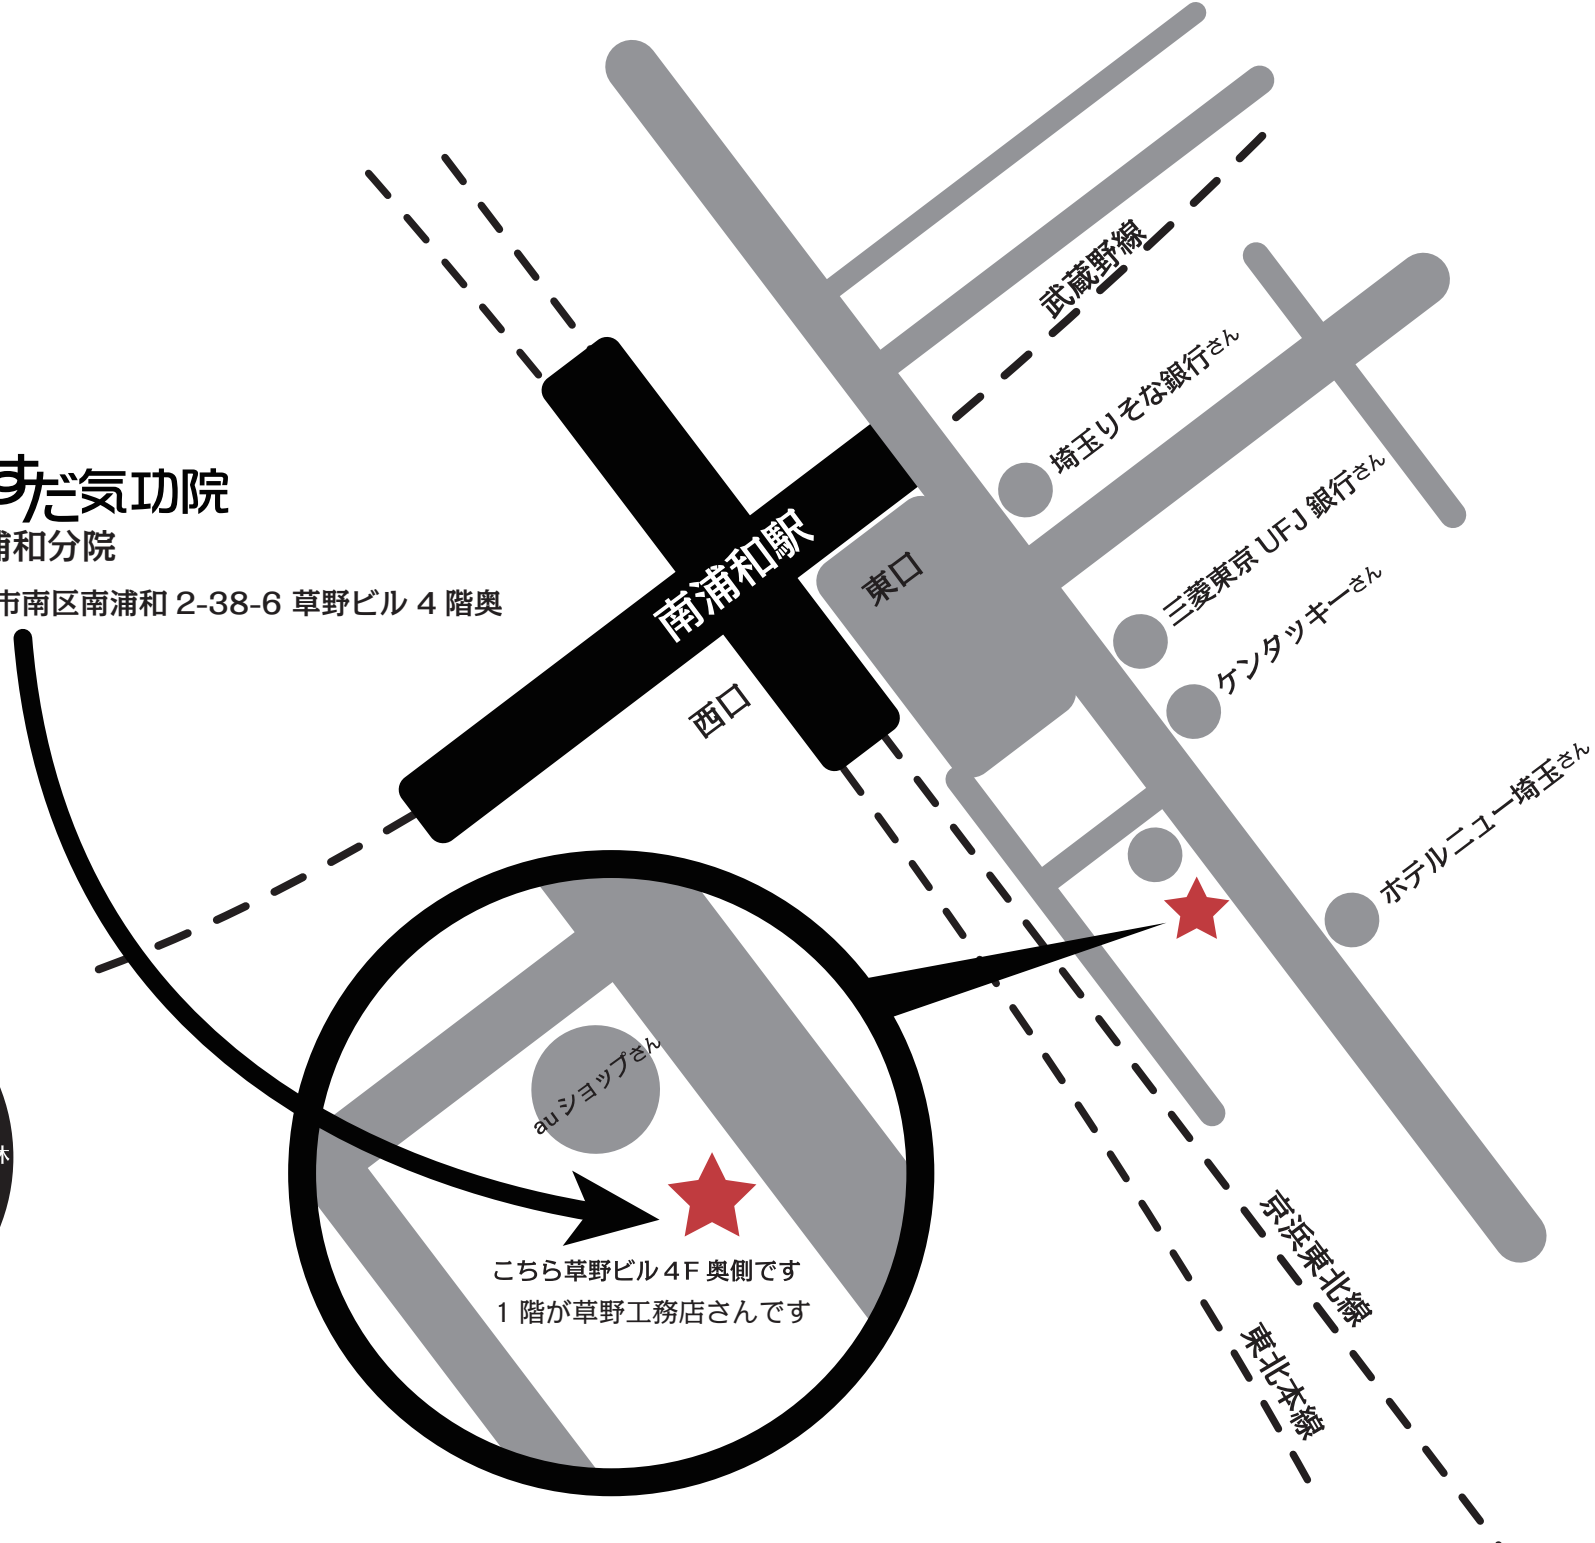 すだ気功院
浦和分院
市南区南浦和 2-38-6 草野ビル 4 階奥
武蔵野線
埼玉りそな銀行さん
南浦和駅
東口
三菱東京 UFJ 銀行さん
ケンタッキーさん
西口
ホテルニュー埼玉さん
auショップさん
休
こちら草野ビル 4F 奥側です
1 階が草野工務店さんです
京浜東北線
東北本線